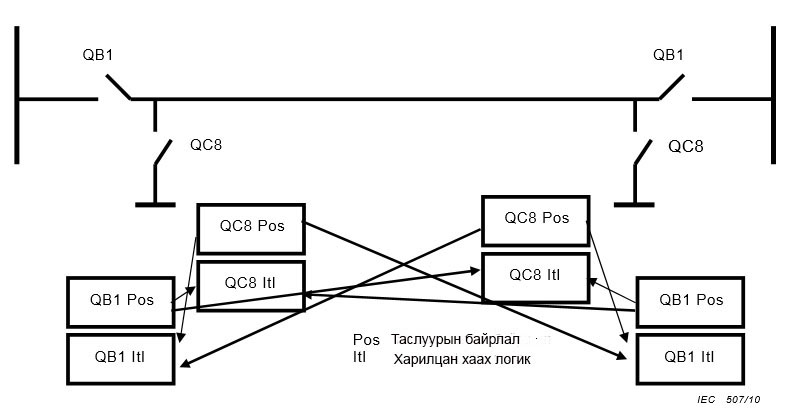 QB1
QB1
QC8
QC8
QC8 Pos
QC8 Pos
QC8 Itl
QC8 Itl
QB1 Pos
QB1 Pos
QB1 Itl
QB1 Itl
Pos Таслуурын байрлал
Itl Харилцан хаах логик
IEC 507/10